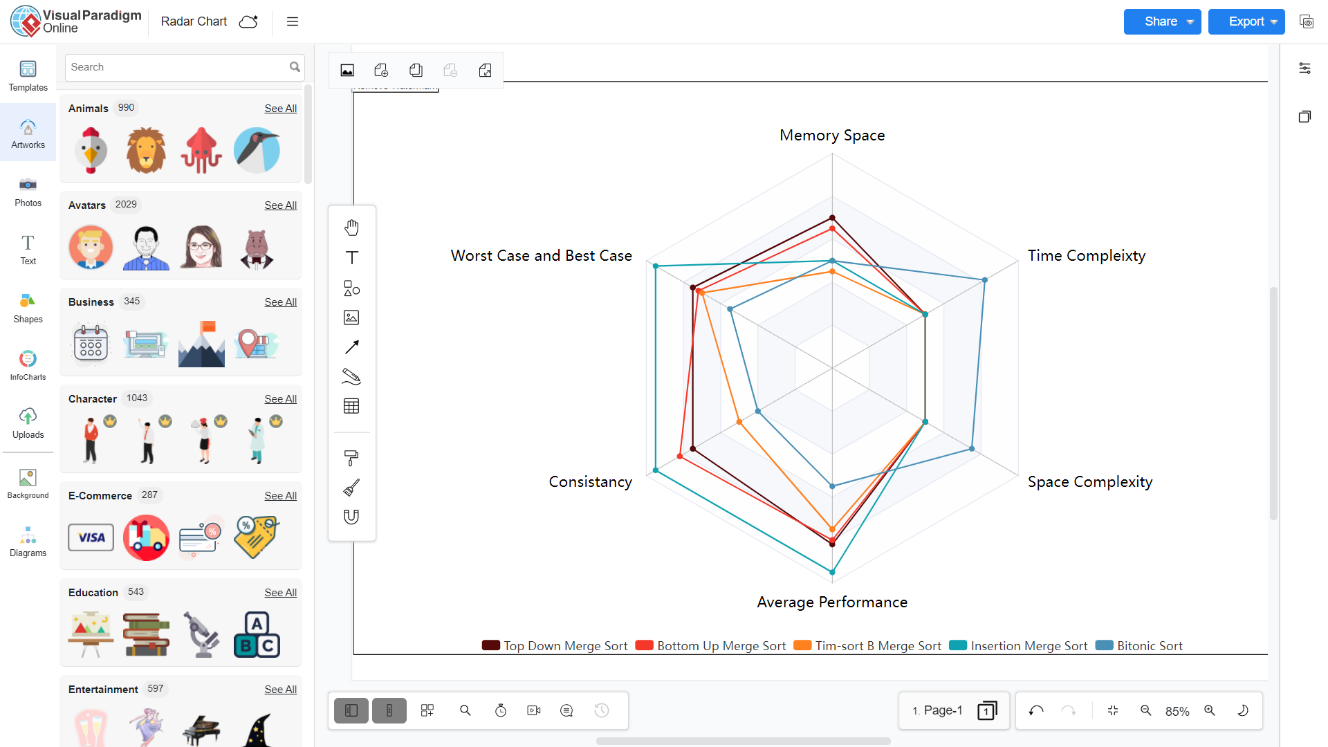 VisualParadigm
Online
Radar Chart
Share
Export
Templates
Artworks
Photos
Text
Shapes
InfoCharts
Uploads
Background
Diagrams
Search
Animals 990 See All
Avatars 2029 See All
Business 345 See All
Character 1043 See All
E-Commerce 287 See All
VISA
Education 543 See All
A
B C
Entertainment 597 See All
Memory Space
Worst Case and Best Case
Time Compleixty
Consistancy
Space Complexity
Average Performance
Top Down Merge Sort Bottom Up Merge Sort Tim-sort B Merge Sort Insertion Merge Sort Bitonic Sort
1. Page-1 1
85%